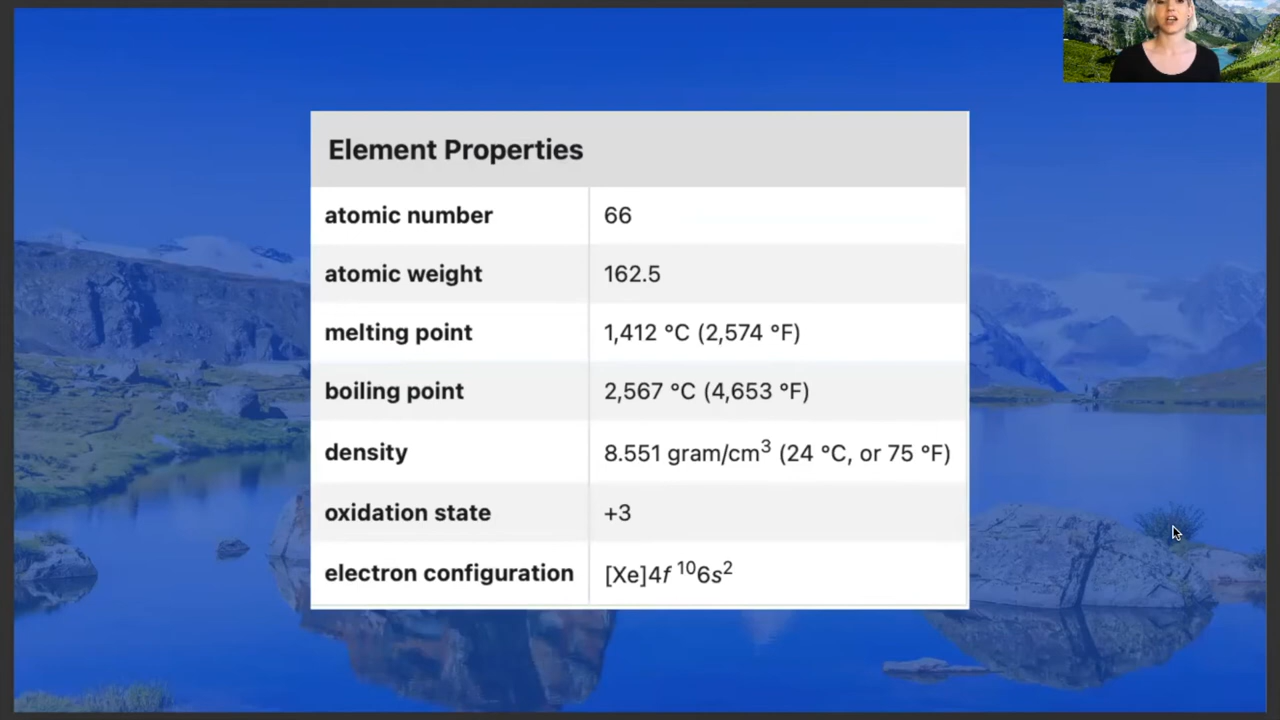 Element Properties
atomic number 66
atomic weight 162.5
melting point 1,412 °C (2,574 °F)
boiling point 2,567 °C (4,653 °F)
density 8.551 gram/cm³ (24 °C, or 75 °F)
oxidation state +3
electron configuration [Xe]4f ¹⁰6s²